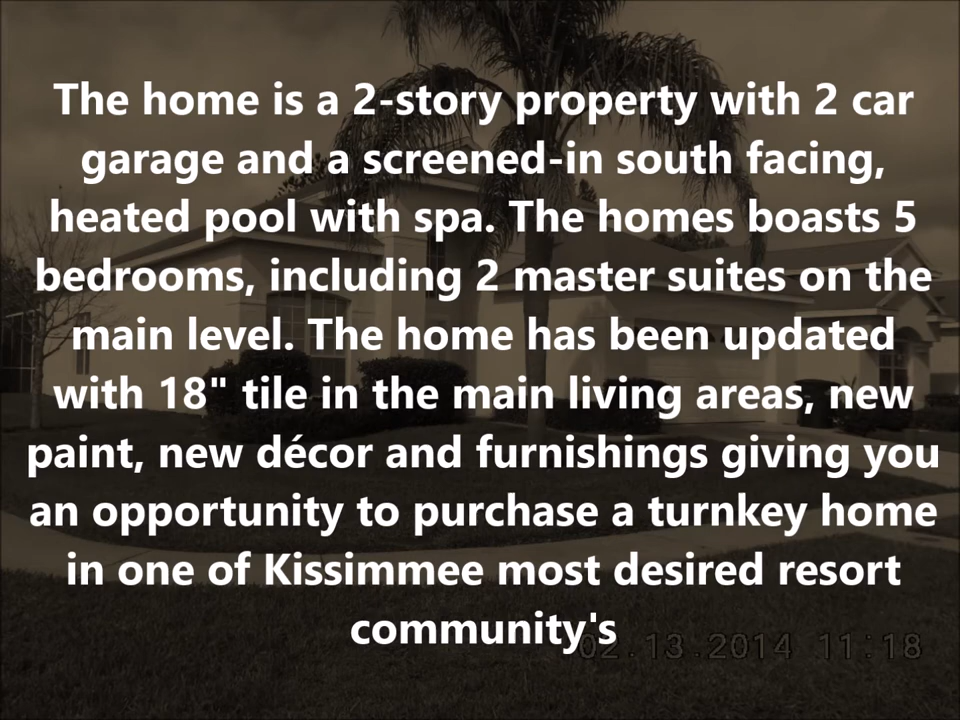 The home is a 2-story property with 2 car
garage and a screened-in south facing,
heated pool with spa. The homes boasts 5
bedrooms, including 2 master suites on the
main level. The home has been updated
with 18" tile in the main living areas, new
paint, new décor and furnishings giving you
an opportunity to purchase a turnkey home
in one of Kissimmee most desired resort
community's
02.13.2014 11:18